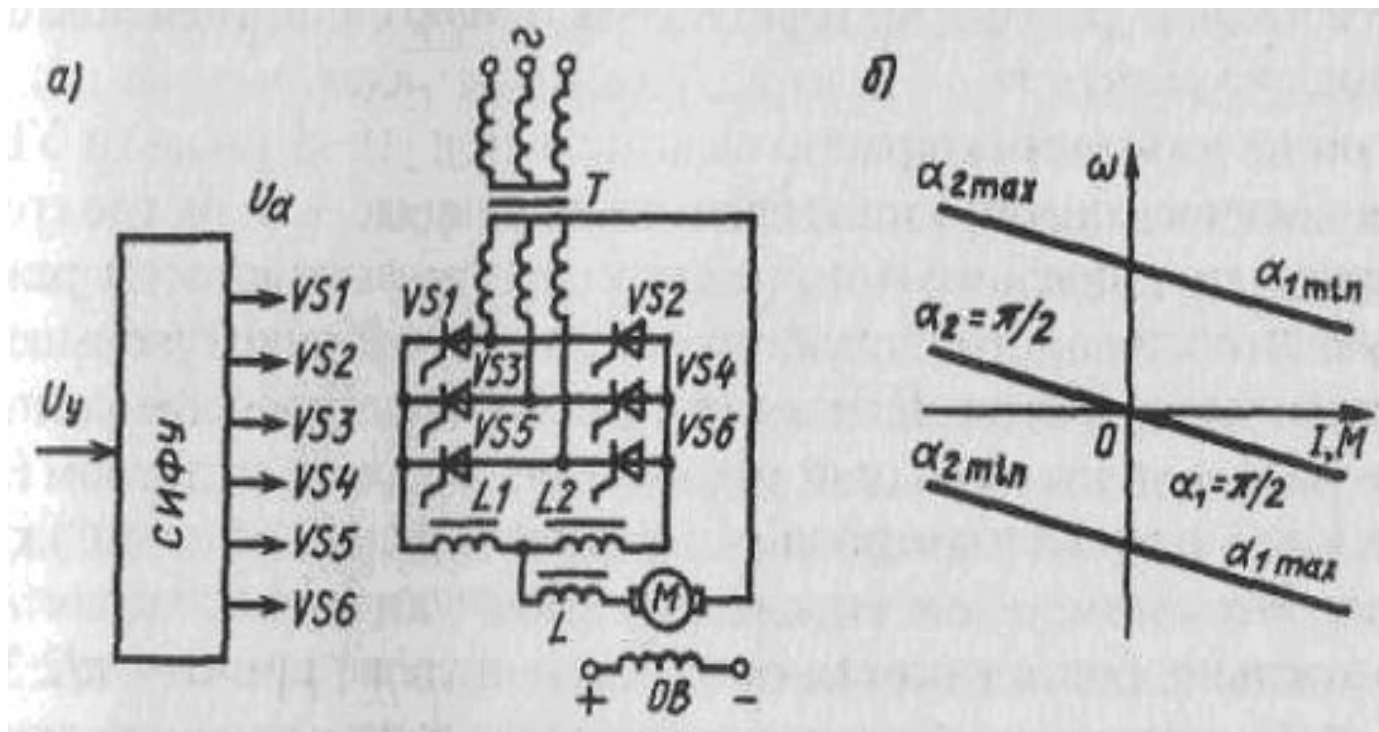 а)
~
T
Uα
СИФУ
Uу
VS1
VS2
VS3
VS4
VS5
VS6
VS1
VS2
VS3
VS4
VS5
VS6
L1
L2
L
M
+ ОВ -
б)
ω
α2max
α1min
α2=π/2
0
I,M
α1=π/2
α2min
α1max